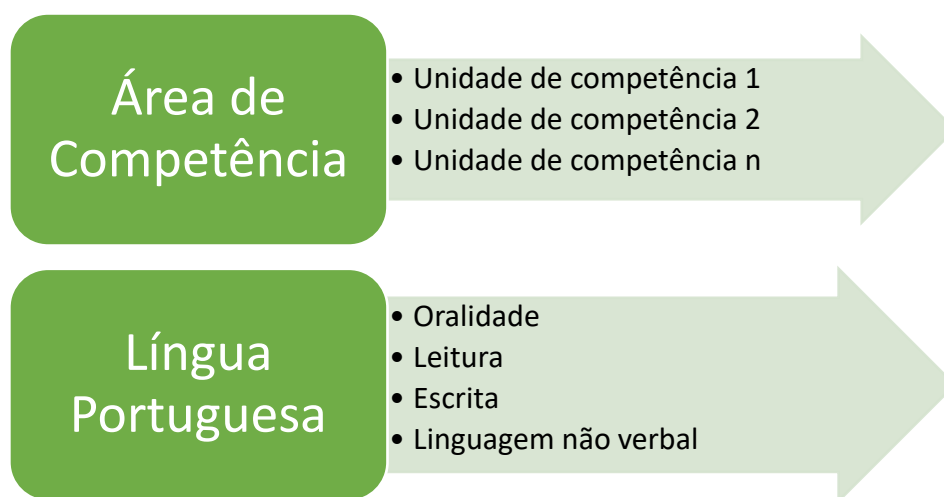 Área de
Competência
• Unidade de competência 1
• Unidade de competência 2
• Unidade de competência n
Língua
Portuguesa
• Oralidade
• Leitura
• Escrita
• Linguagem não verbal